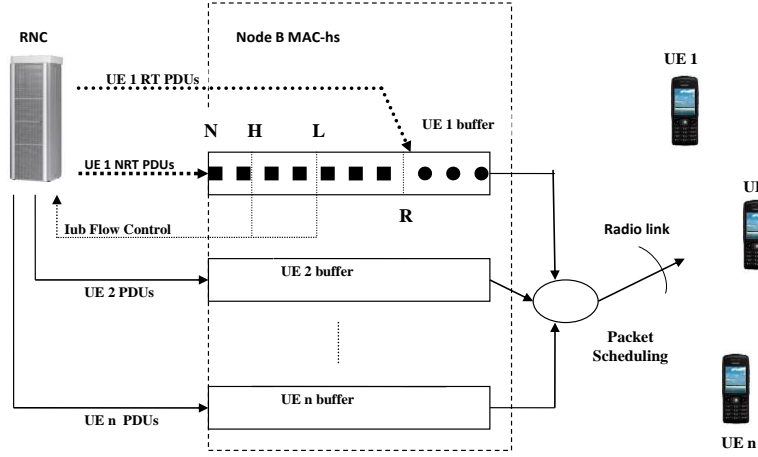 RNC
Node B MAC-hs
UE 1
UE 1 RT PDUs
UE 1 buffer
N H L
UE 1 NRT PDUs
R
UE
Iub Flow Control
Radio link
UE 2 buffer
UE 2 PDUs
Packet
Scheduling
UE n buffer
UE n PDUs
UE n